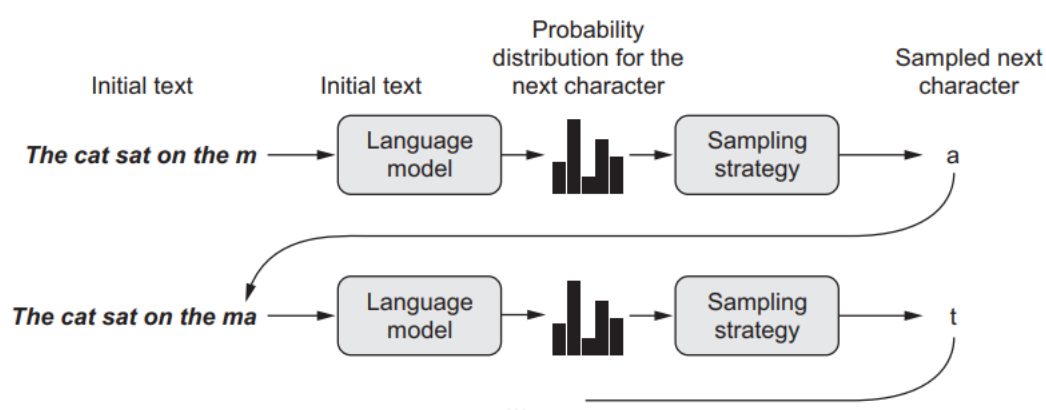 Probability
distribution for the
next character
Sampled next
character
Initial text
Initial text
The cat sat on the m
Language
model
Sampling
strategy
a
The cat sat on the ma
Language
model
Sampling
strategy
t
...